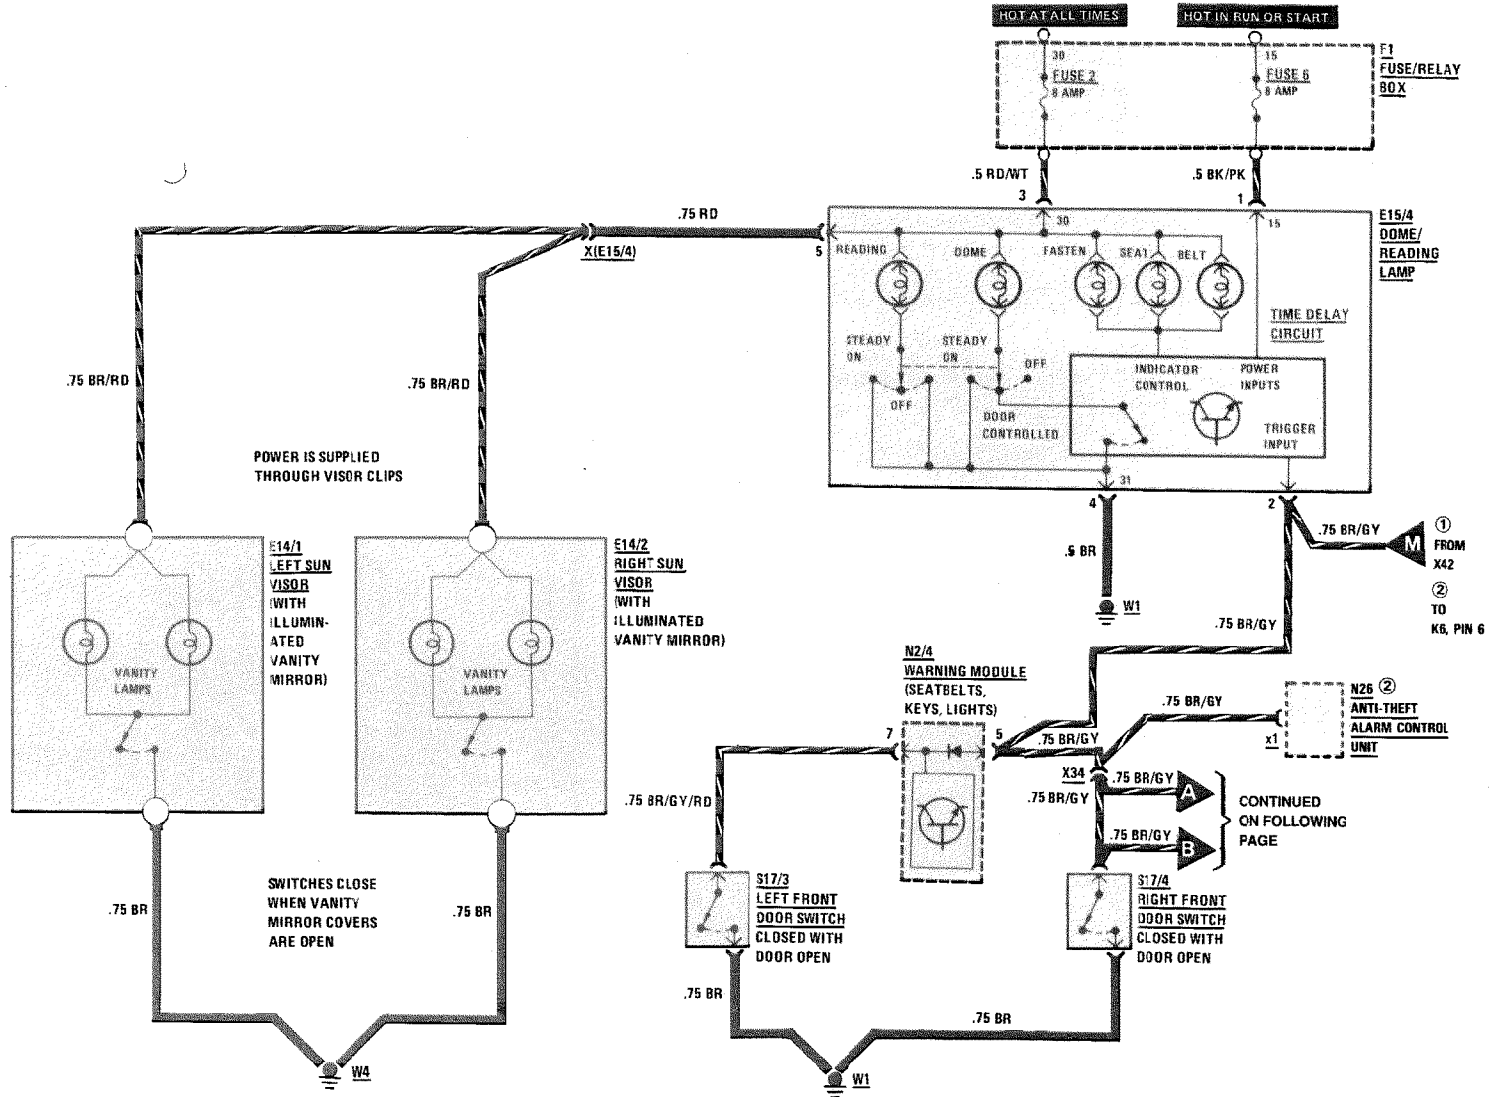 HOT AT ALL TIMES
HOT IN RUN OR START
30
FUSE 2
8 AMP
15
FUSE 6
8 AMP
F1
FUSE/RELAY
BOX
.5 RD/WT
3
.5 BK/PK
1
.75 RD
X(E15/4)
5
30
15
READING
DOME
FASTEN
SEAT
BELT
E15/4
DOME/
READING
LAMP
TIME DELAY
CIRCUIT
STEADY
ON
STEADY
ON
OFF
OFF
DOOR
CONTROLLED
INDICATOR
CONTROL
POWER
INPUTS
TRIGGER
INPUT
31
4
2
.75 BR/RD
.75 BR/RD
POWER IS SUPPLIED
THROUGH VISOR CLIPS
.5 BR
W1
.75 BR/GY
M
1
FROM
X42
2
TO
K6, PIN 6
.75 BR/GY
E14/1
LEFT SUN
VISOR
(WITH
ILLUMIN-
ATED
VANITY
MIRROR)
VANITY
LAMPS
E14/2
RIGHT SUN
VISOR
(WITH
ILLUMINATED
VANITY MIRROR)
VANITY
LAMPS
N2/4
WARNING MODULE
(SEATBELTS,
KEYS, LIGHTS)
7
5
.75 BR/GY
.75 BR/GY
x1
N26 2
ANTI-THEFT
ALARM CONTROL
UNIT
.75 BR/GY/RD
X34
.75 BR/GY
.75 BR/GY
A
.75 BR/GY
B
CONTINUED
ON FOLLOWING
PAGE
.75 BR
SWITCHES CLOSE
WHEN VANITY
MIRROR COVERS
ARE OPEN
.75 BR
S17/3
LEFT FRONT
DOOR SWITCH
CLOSED WITH
DOOR OPEN
S17/4
RIGHT FRONT
DOOR SWITCH
CLOSED WITH
DOOR OPEN
.75 BR
.75 BR
W4
W1